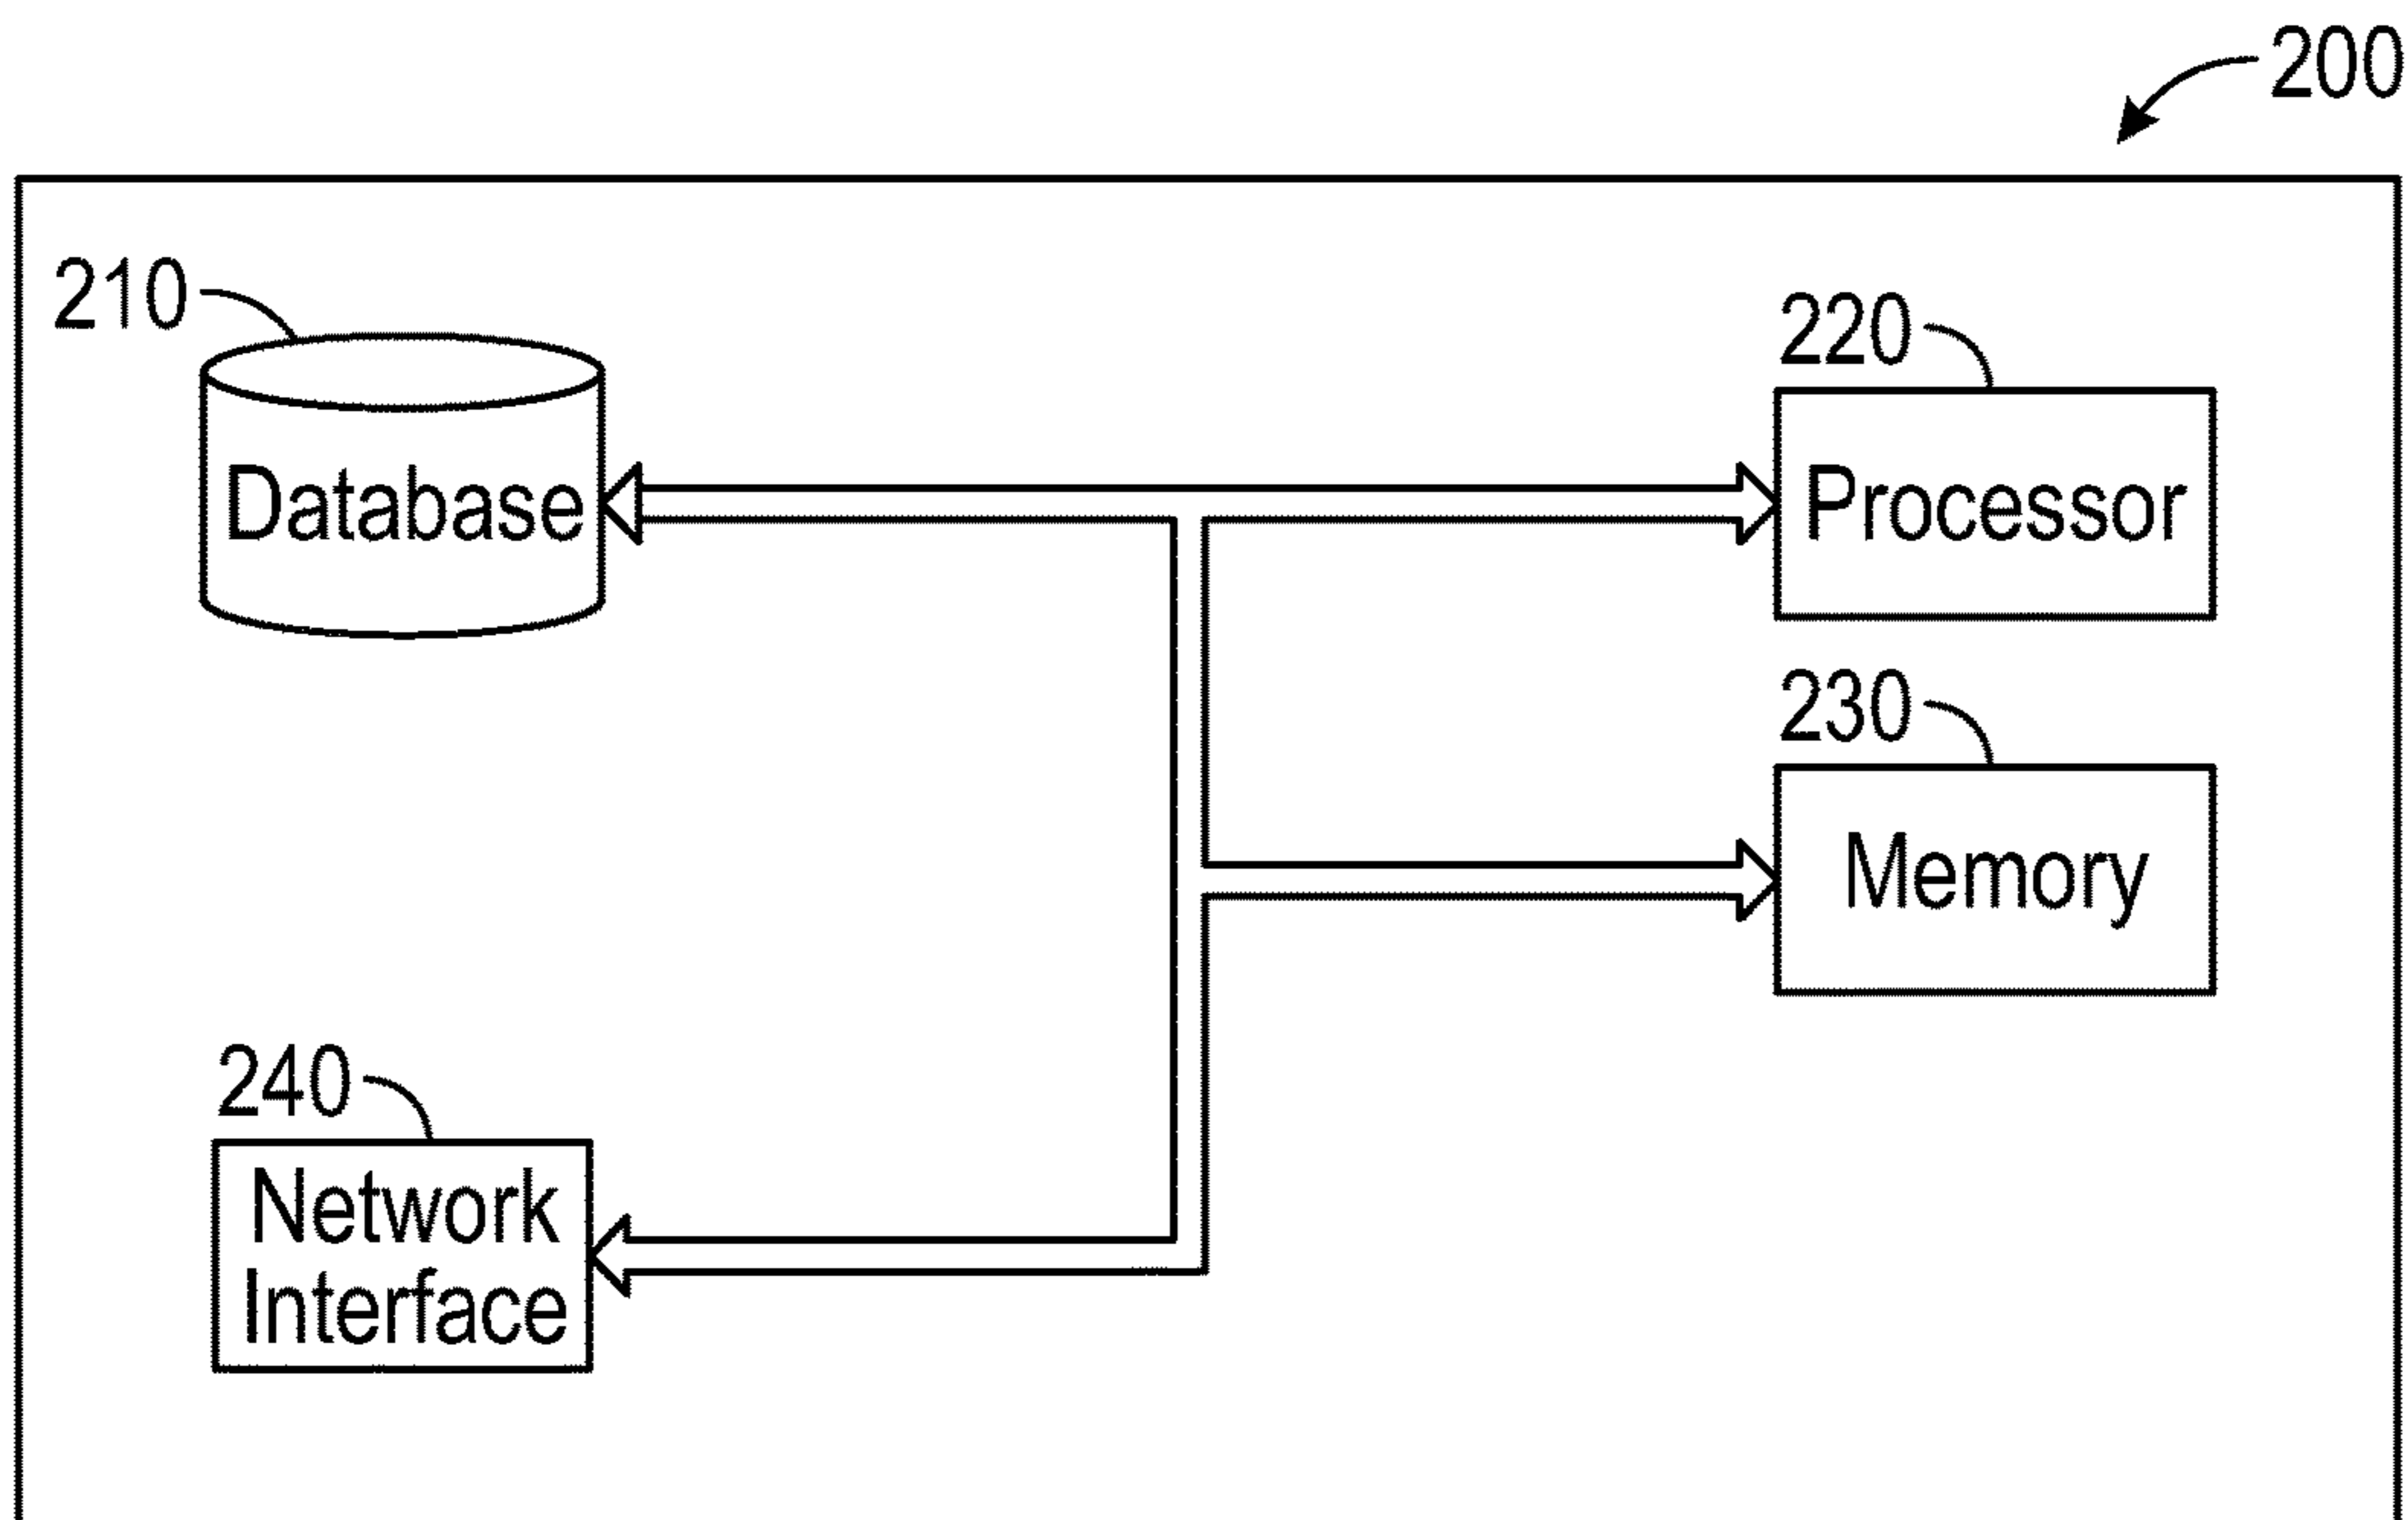 200
210
Database
220
Processor
230
Memory
240
Network
Interface